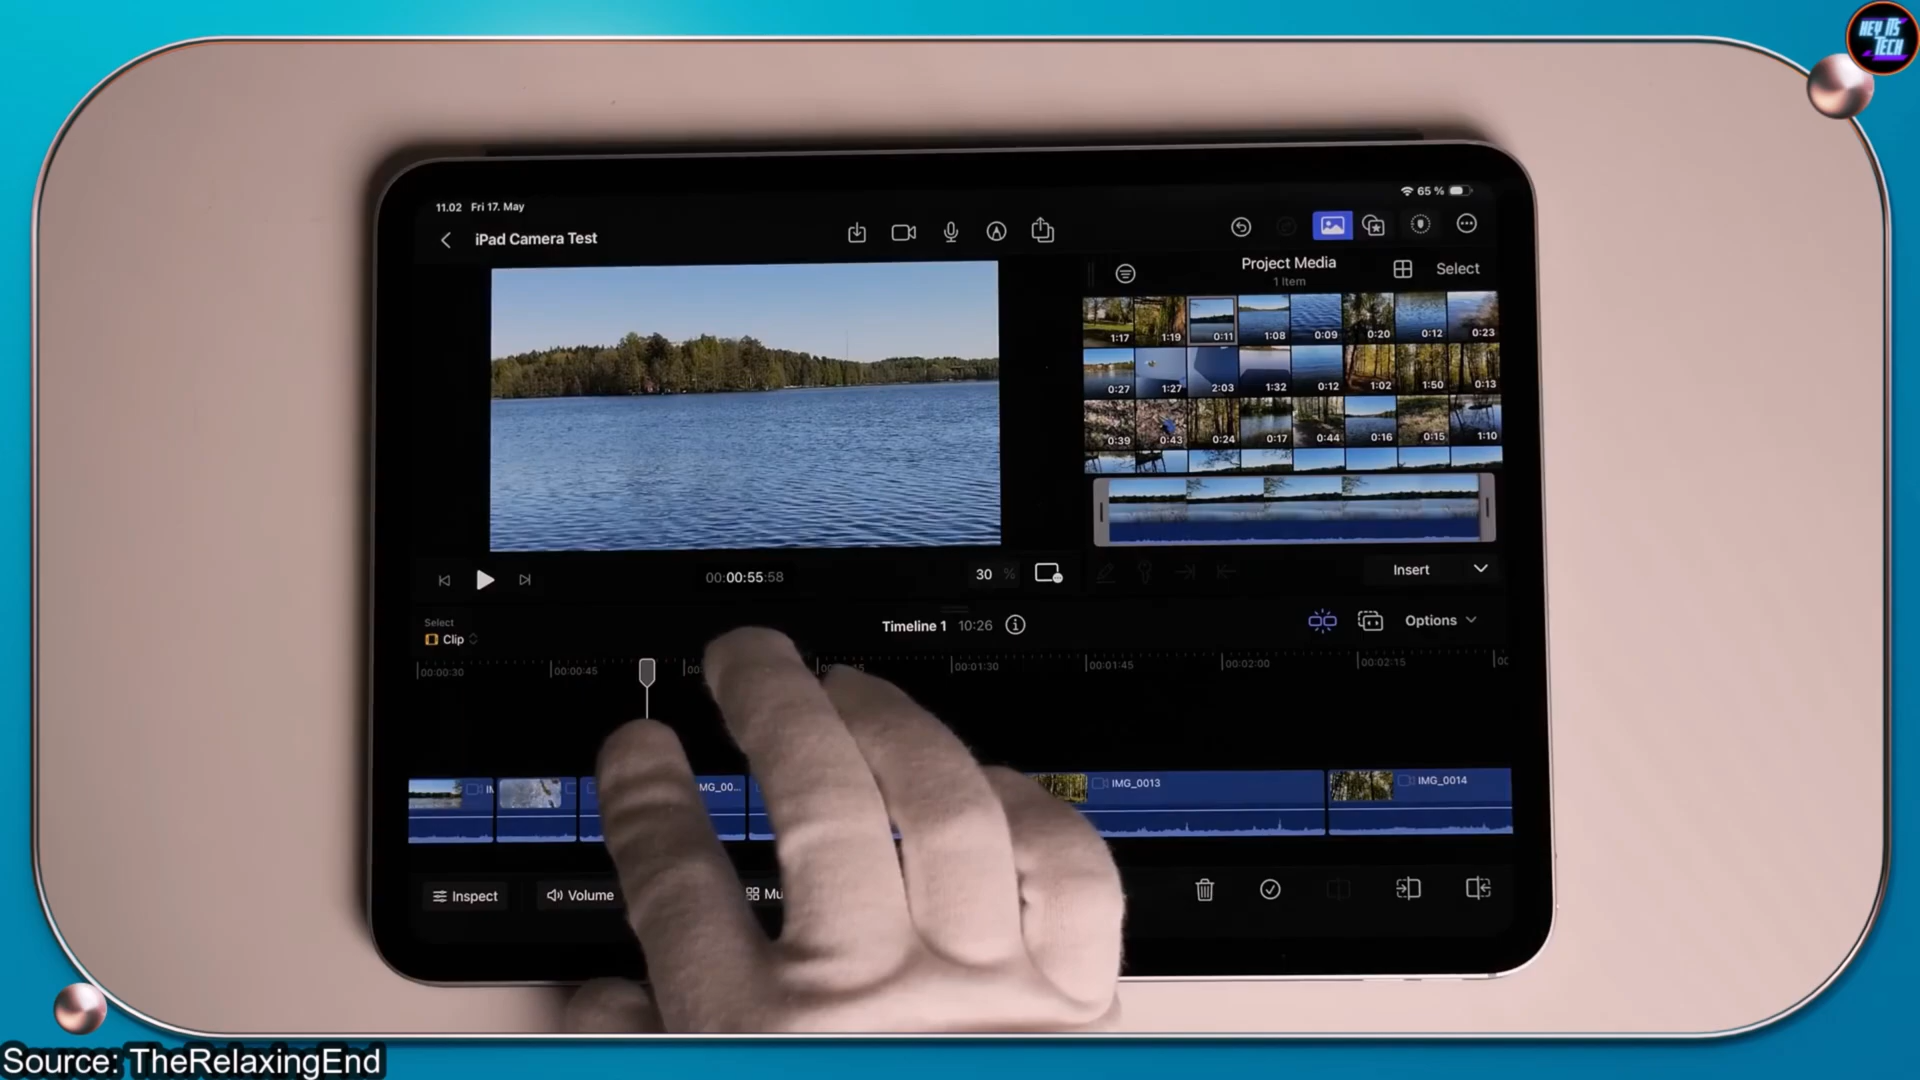 HEY ITS
TECH
11.02 Fri 17. May
65 %
iPad Camera Test
Project Media
1 Item
Select
1:17 1:19 0:11 1:08 0:09 0:20 0:12 0:23
0:27 1:27 2:03 1:32 0:12 1:02 1:50 0:13
0:39 0:43 0:24 0:17 0:44 0:16 0:15 1:10
00:00:55:58
30 %
Insert
Select
Clip
Timeline 1 10:26
Options
00:00:30 00:00:45 00:01:30 00:01:45 00:02:00 00:02:15
MG_00... IMG_0013 IMG_0014
Inspect Volume Mu
Source: TheRelaxingEnd